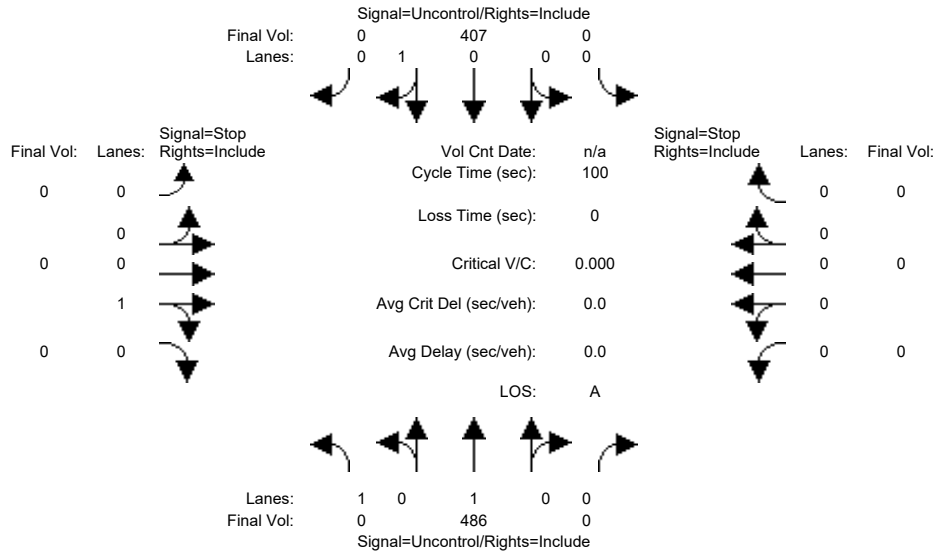 Signal=Uncontrol/Rights=Include
Final Vol: 0 407 0
Lanes: 0 1 0 0 0
Signal=Stop Signal=Stop
Final Vol: Lanes: Rights=Include Vol Cnt Date: n/a Rights=Include Lanes: Final Vol:
Cycle Time (sec): 100
0 0 0 0
Loss Time (sec): 0
0 0
0 0 Critical V/C: 0.000 0 0
1 Avg Crit Del (sec/veh): 0.0 0
0 0 Avg Delay (sec/veh): 0.0 0 0
LOS: A
Lanes: 1 0 1 0 0
Final Vol: 0 486 0
Signal=Uncontrol/Rights=Include